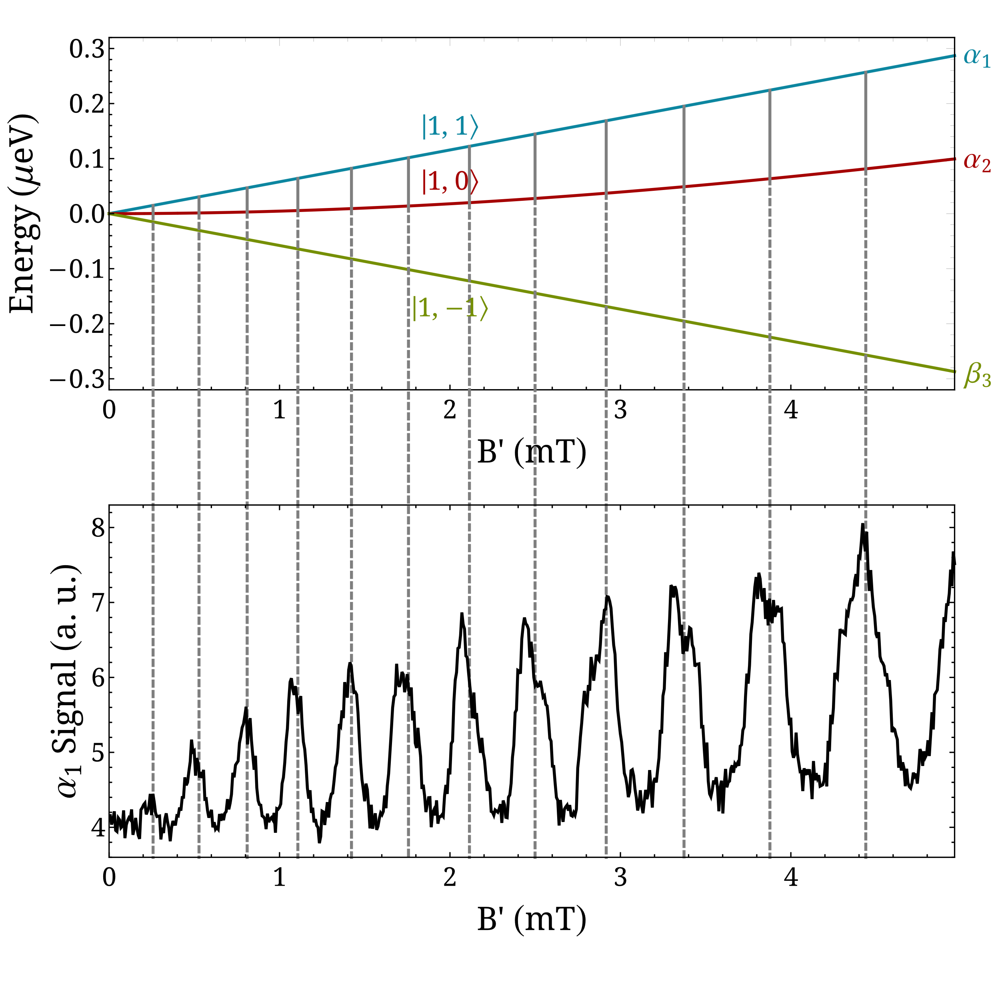 Energy (μeV)
0.3
0.2
0.1
0.0
−0.1
−0.2
−0.3
|1, 1⟩
|1, 0⟩
|1, −1⟩
α1
α2
β3
0 1 2 3 4
B' (mT)
α1 Signal (a. u.)
8
7
6
5
4
0 1 2 3 4
B' (mT)